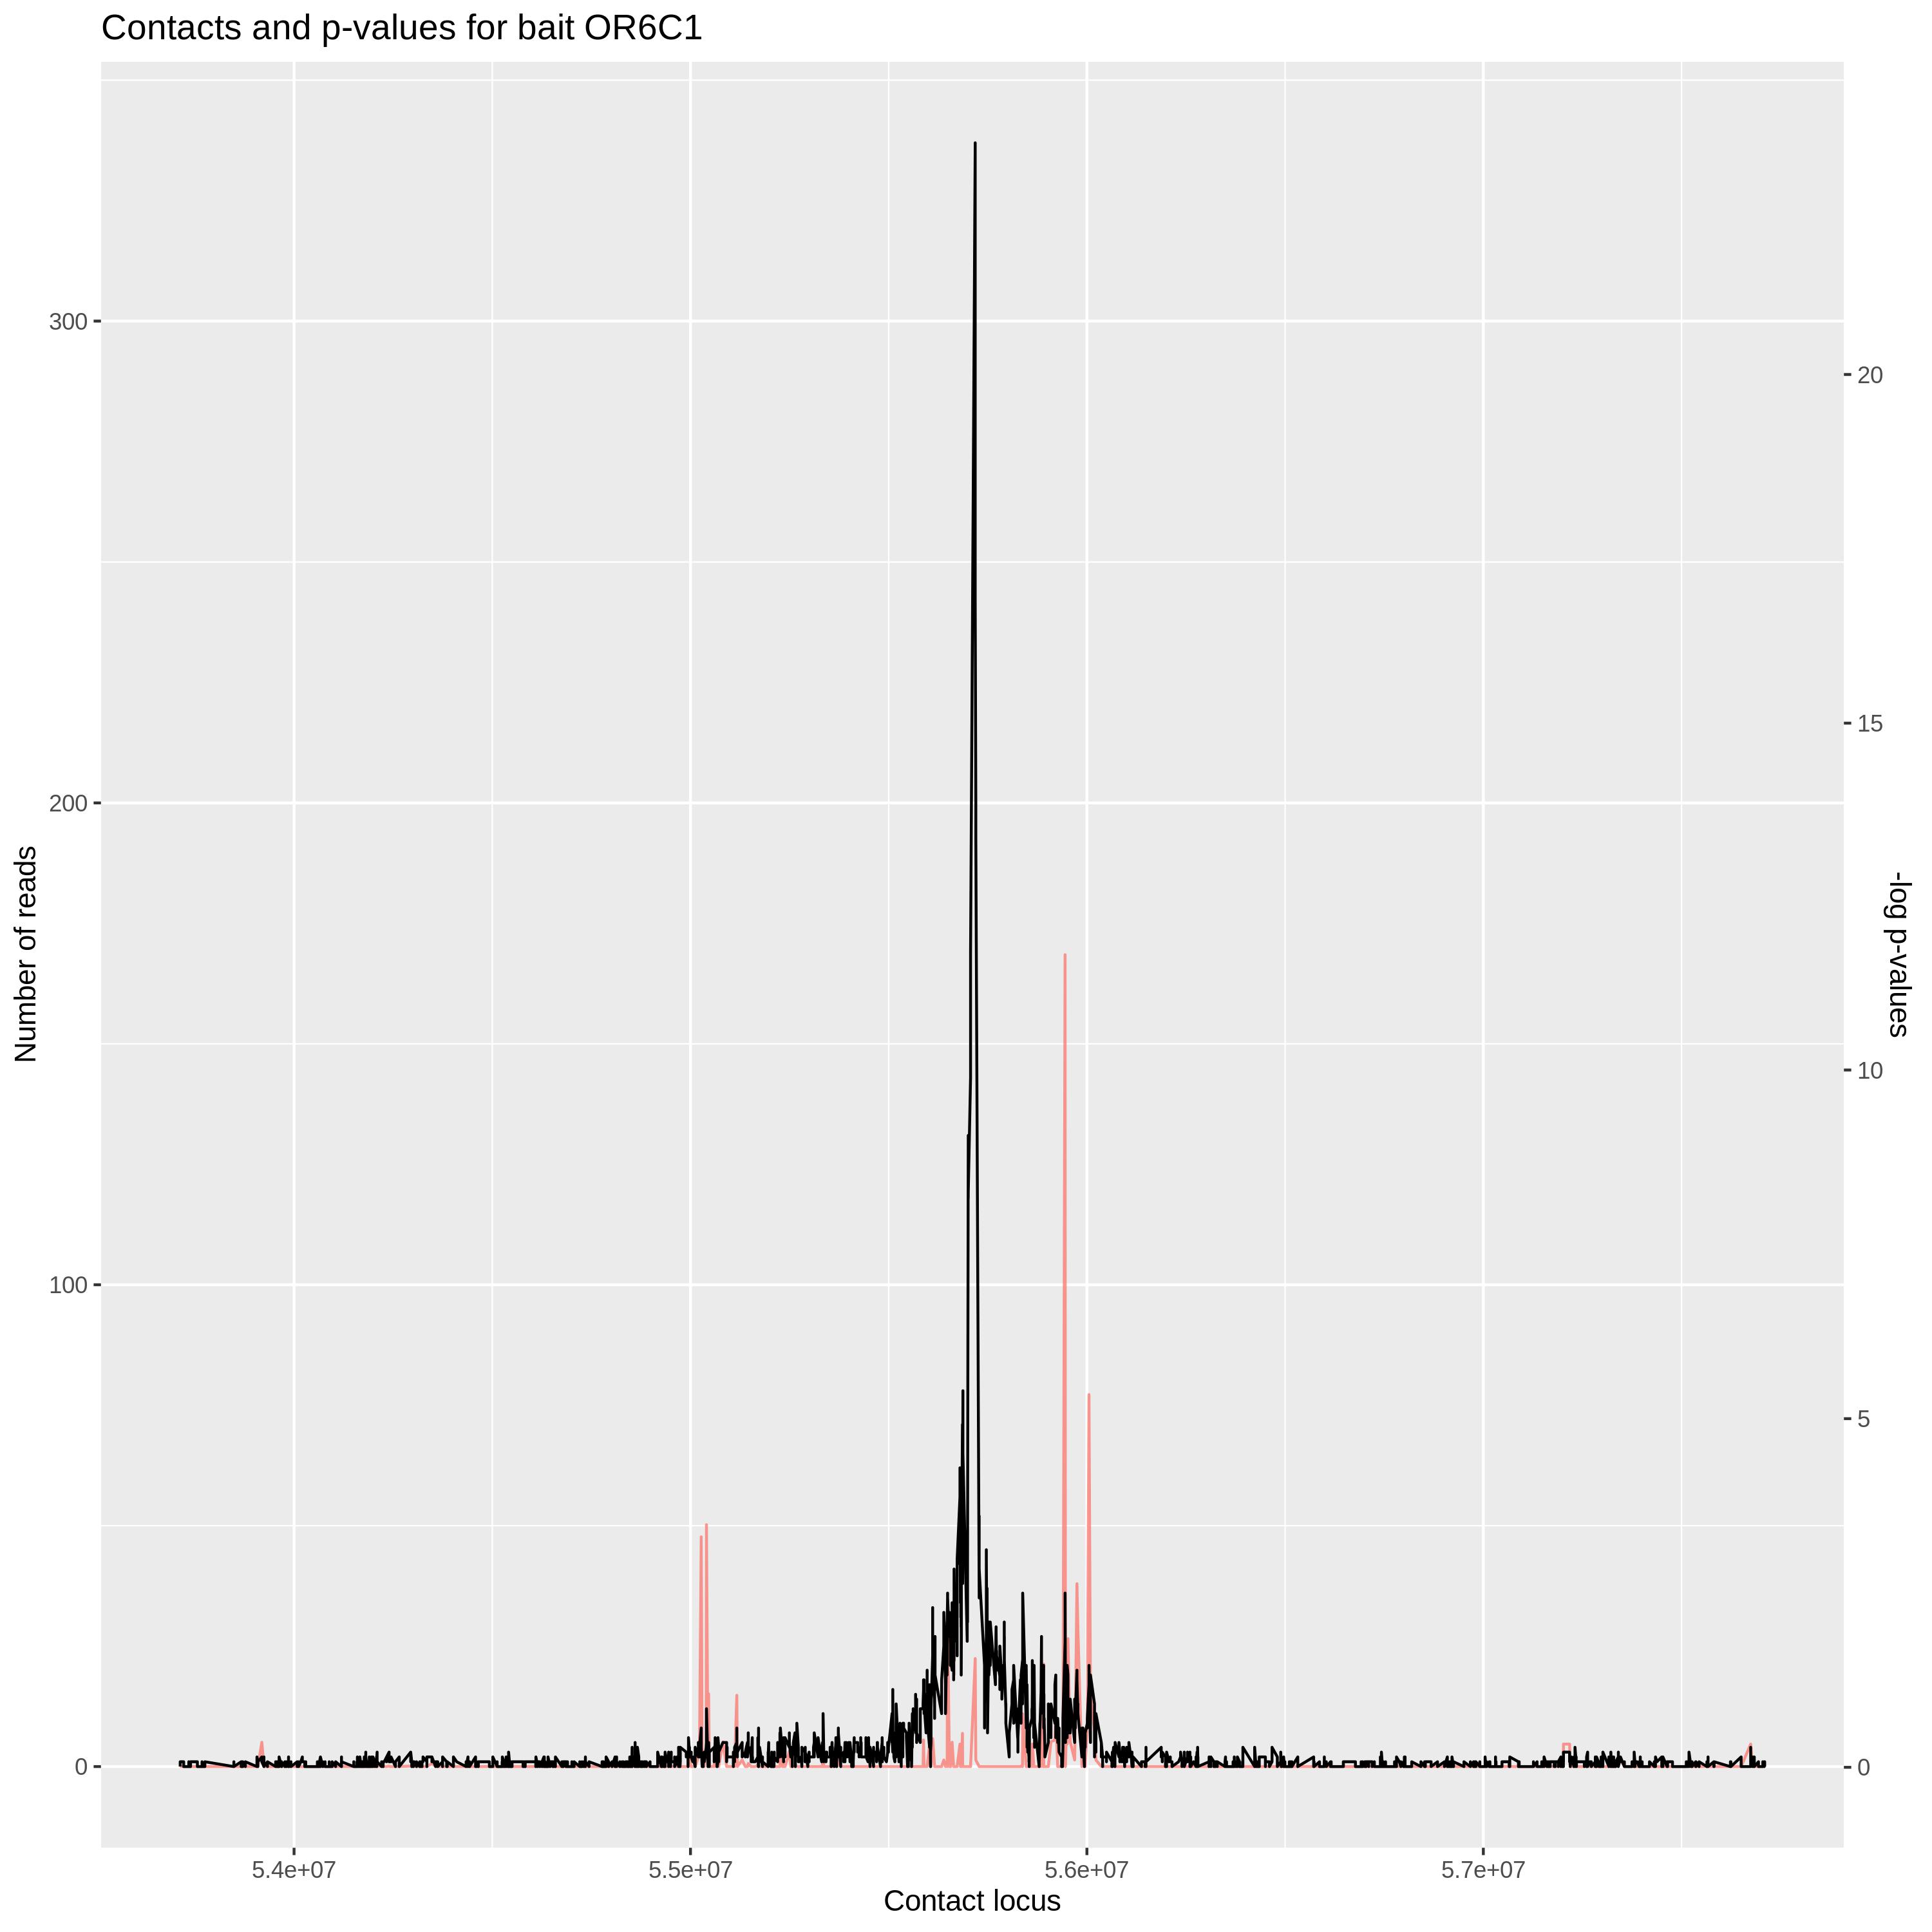 Contacts and p-values for bait OR6C1
300
200
100
0
Number of reads
20
15
10
5
0
-log p-values
5.4e+07
5.5e+07
5.6e+07
5.7e+07
Contact locus